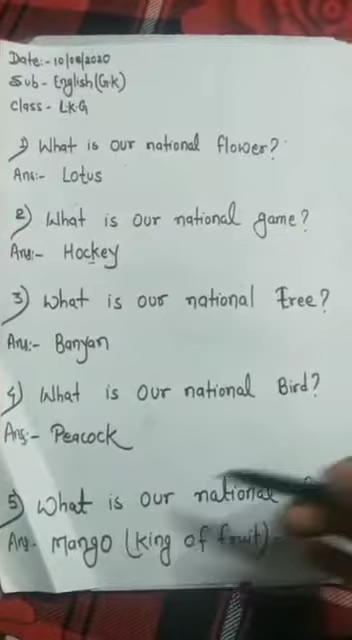 Date:- 10/08/2020
Sub - English(G.K)
Class - L.K.G
1) What is our national flower?
Ans:- Lotus
2) What is our national game?
Ans:- Hockey
3) What is our national Tree?
Ans:- Banyan
4) What is our national Bird?
Ans:- Peacock
5) What is our national
Ans- Mango (king of fruit)